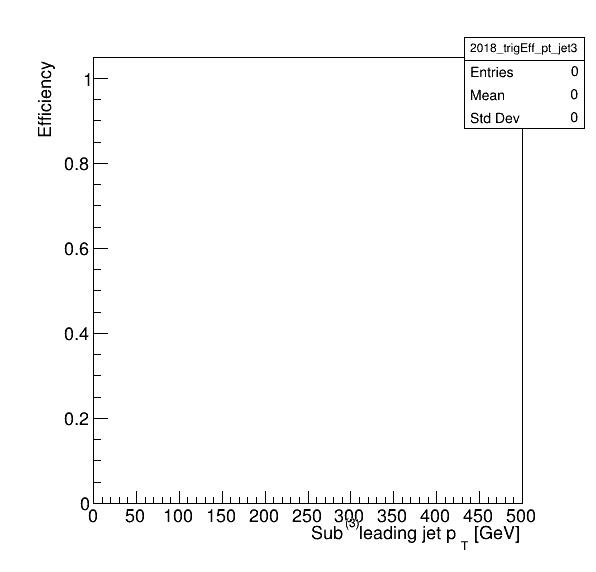 2018_trigEff_pt_jet3
Entries 0
Mean 0
Std Dev 0
Efficiency
1
0.8
0.6
0.4
0.2
0
0 50 100 150 200 250 300 350 400 450 500
Sub(3)leading jet p T [GeV]